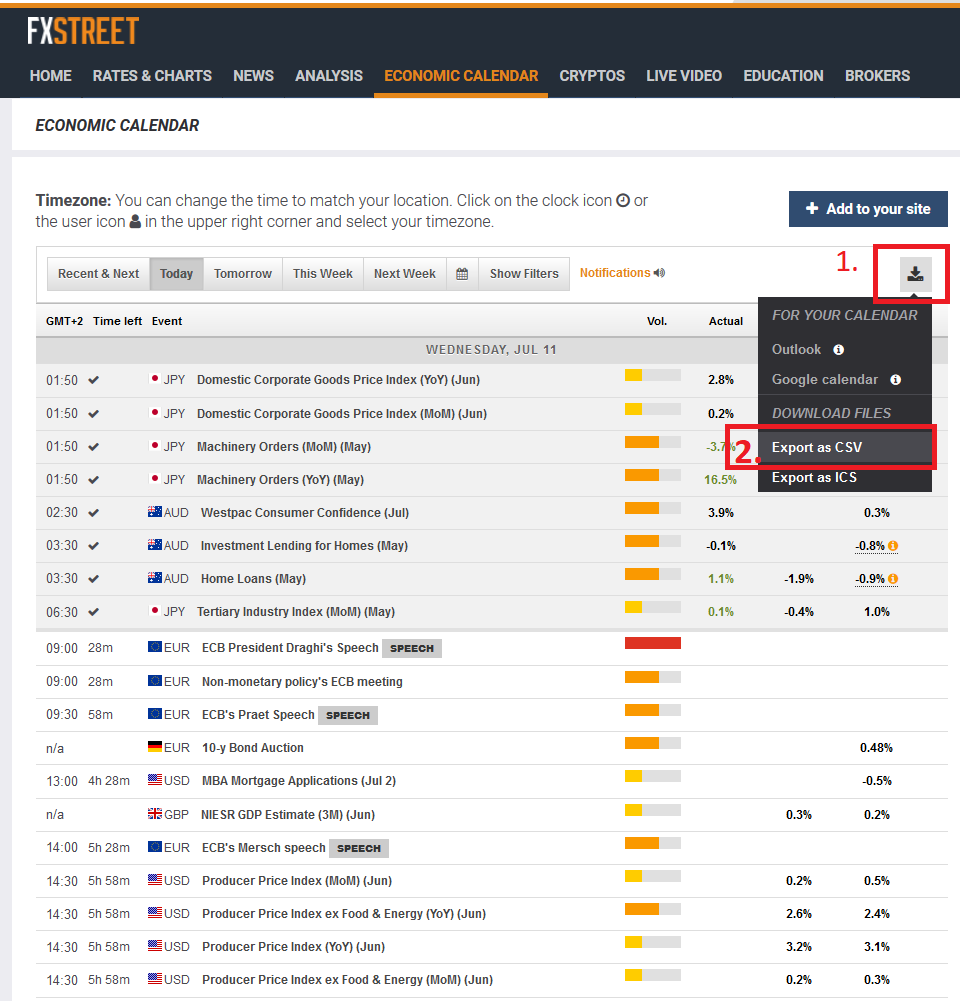 FXSTREET
HOME RATES & CHARTS NEWS ANALYSIS ECONOMIC CALENDAR CRYPTOS LIVE VIDEO EDUCATION BROKERS
ECONOMIC CALENDAR
Timezone: You can change the time to match your location. Click on the clock icon or
the user icon in the upper right corner and select your timezone.
+ Add to your site
Recent & Next Today Tomorrow This Week Next Week Show Filters Notifications
1.
GMT+2 Time left Event Vol. Actual
FOR YOUR CALENDAR
Outlook
Google calendar
DOWNLOAD FILES
2. Export as CSV
Export as ICS
WEDNESDAY, JUL 11
01:50 JPY Domestic Corporate Goods Price Index (YoY) (Jun) 2.8%
01:50 JPY Domestic Corporate Goods Price Index (MoM) (Jun) 0.2%
01:50 JPY Machinery Orders (MoM) (May) -3.7%
01:50 JPY Machinery Orders (YoY) (May) 16.5%
02:30 AUD Westpac Consumer Confidence (Jul) 3.9% 0.3%
03:30 AUD Investment Lending for Homes (May) -0.1% -0.8%
03:30 AUD Home Loans (May) 1.1% -1.9% -0.9%
06:30 JPY Tertiary Industry Index (MoM) (May) 0.1% -0.4% 1.0%
09:00 28m EUR ECB President Draghi's Speech SPEECH
09:00 28m EUR Non-monetary policy's ECB meeting
09:30 58m EUR ECB's Praet Speech SPEECH
n/a EUR 10-y Bond Auction 0.48%
13:00 4h 28m USD MBA Mortgage Applications (Jul 2) -0.5%
n/a GBP NIESR GDP Estimate (3M) (Jun) 0.3% 0.2%
14:00 5h 28m EUR ECB's Mersch speech SPEECH
14:30 5h 58m USD Producer Price Index (MoM) (Jun) 0.2% 0.5%
14:30 5h 58m USD Producer Price Index ex Food & Energy (YoY) (Jun) 2.6% 2.4%
14:30 5h 58m USD Producer Price Index (YoY) (Jun) 3.2% 3.1%
14:30 5h 58m USD Producer Price Index ex Food & Energy (MoM) (Jun) 0.2% 0.3%